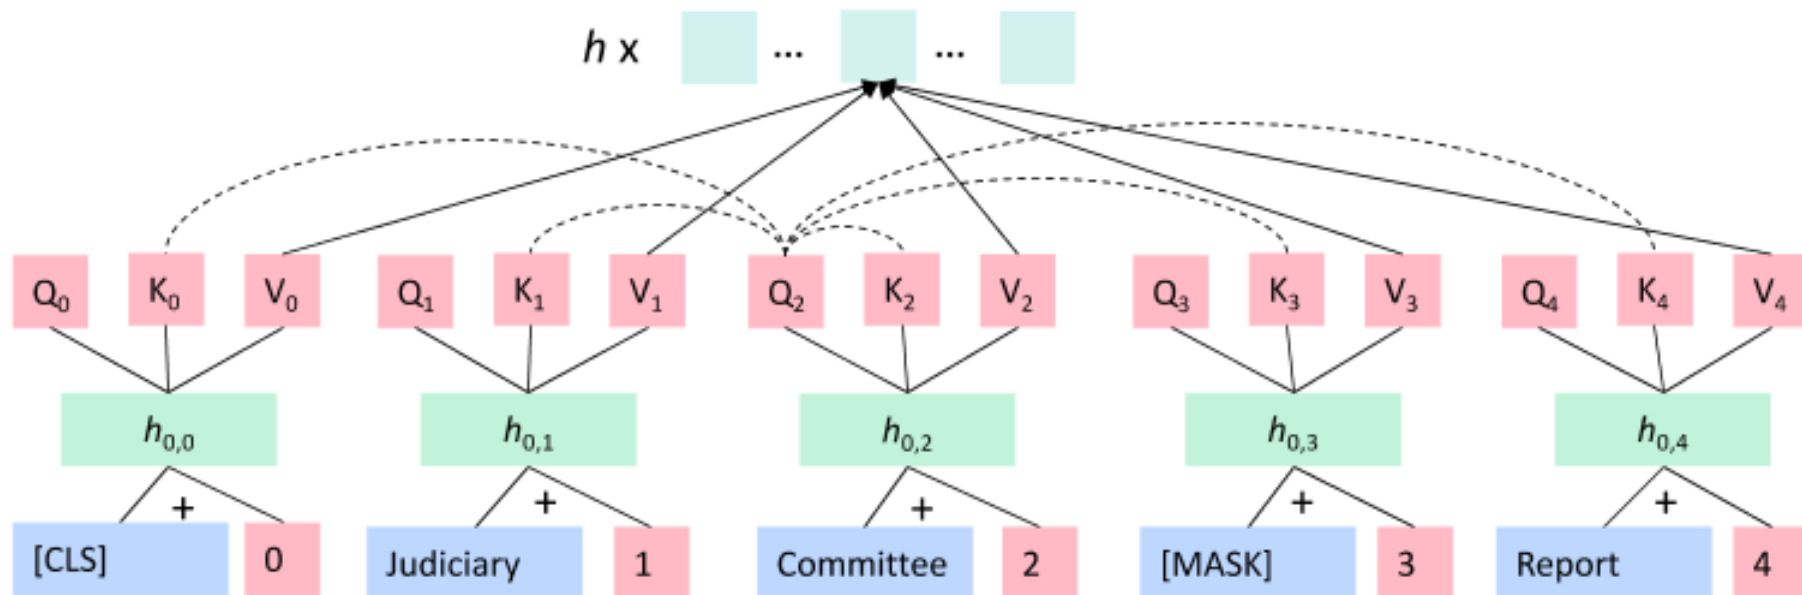 h x ... ...
Q0 K0 V0 Q1 K1 V1 Q2 K2 V2 Q3 K3 V3 Q4 K4 V4
h0,0 h0,1 h0,2 h0,3 h0,4
+ + + + +
[CLS] 0 Judiciary 1 Committee 2 [MASK] 3 Report 4